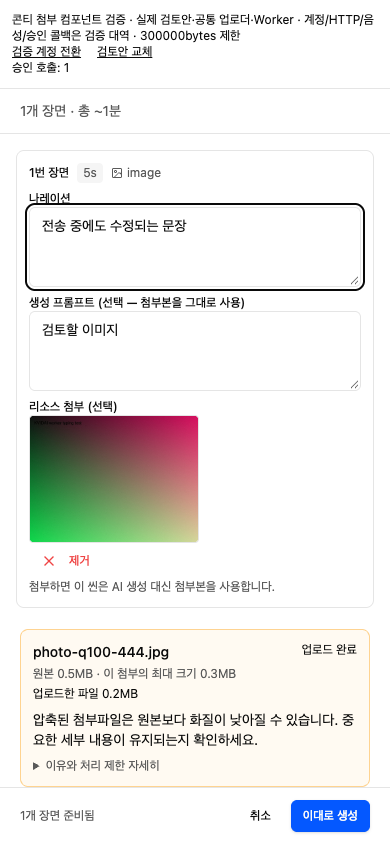 콘티 첨부 컴포넌트 검증 · 실제 검토안·공통 업로더·Worker · 계정/HTTP/음
성/승인 콜백은 검증 대역 · 300000bytes 제한
검증 계정 전환 검토안 교체
승인 호출: 1
1개 장면 · 총 ~1분
1번 장면 5s image
나레이션
전송 중에도 수정되는 문장
생성 프롬프트 (선택 — 첨부본을 그대로 사용)
검토할 이미지
리소스 첨부 (선택)
제거
첨부하면 이 씬은 AI 생성 대신 첨부본을 사용합니다.
photo-q100-444.jpg 업로드 완료
원본 0.5MB · 이 첨부의 최대 크기 0.3MB
업로드한 파일 0.2MB
압축된 첨부파일은 원본보다 화질이 낮아질 수 있습니다. 중
요한 세부 내용이 유지되는지 확인하세요.
이유와 처리 제한 자세히
1개 장면 준비됨 취소 이대로 생성